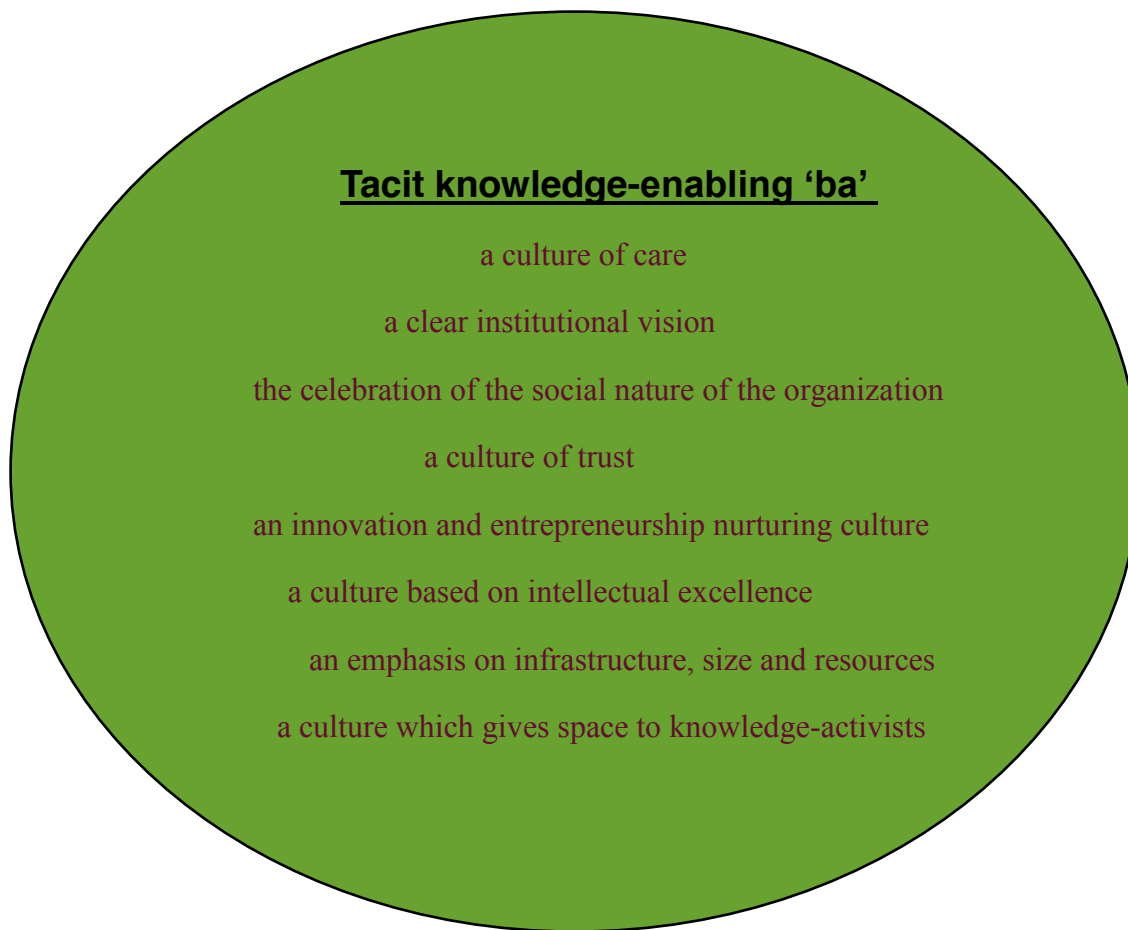 Tacit knowledge-enabling ‘ba’
a culture of care
a clear institutional vision
the celebration of the social nature of the organization
a culture of trust
an innovation and entrepreneurship nurturing culture
a culture based on intellectual excellence
an emphasis on infrastructure, size and resources
a culture which gives space to knowledge-activists